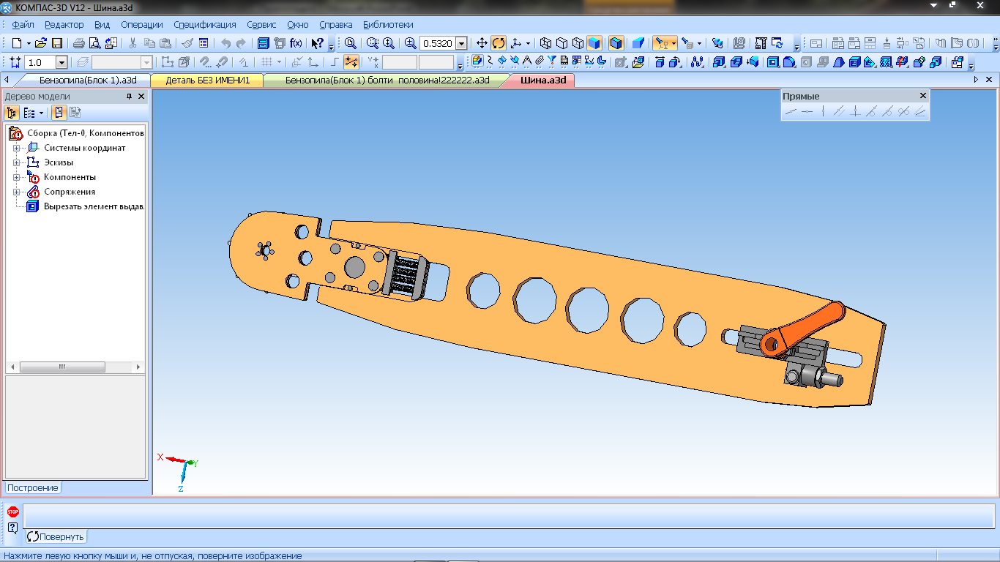 КОМПАС-3D V12 - Шина.a3d
Файл Редактор Вид Операции Спецификация Сервис Окно Справка Библиотеки
0.5320
f(x)
1.0
Бензопила(Блок 1).a3d Деталь БЕЗ ИМЕНИ1 Бензопила(Блок 1) болти половина!222222.a3d Шина.a3d
Дерево модели
Прямые
Сборка (Тел-0, Компонентов
Системы координат
Эскизы
Компоненты
Сопряжения
Вырезать элемент выдав.
X
Y
Z
Построение
STOP
Повернуть
Нажмите левую кнопку мыши и, не отпуская, поверните изображение